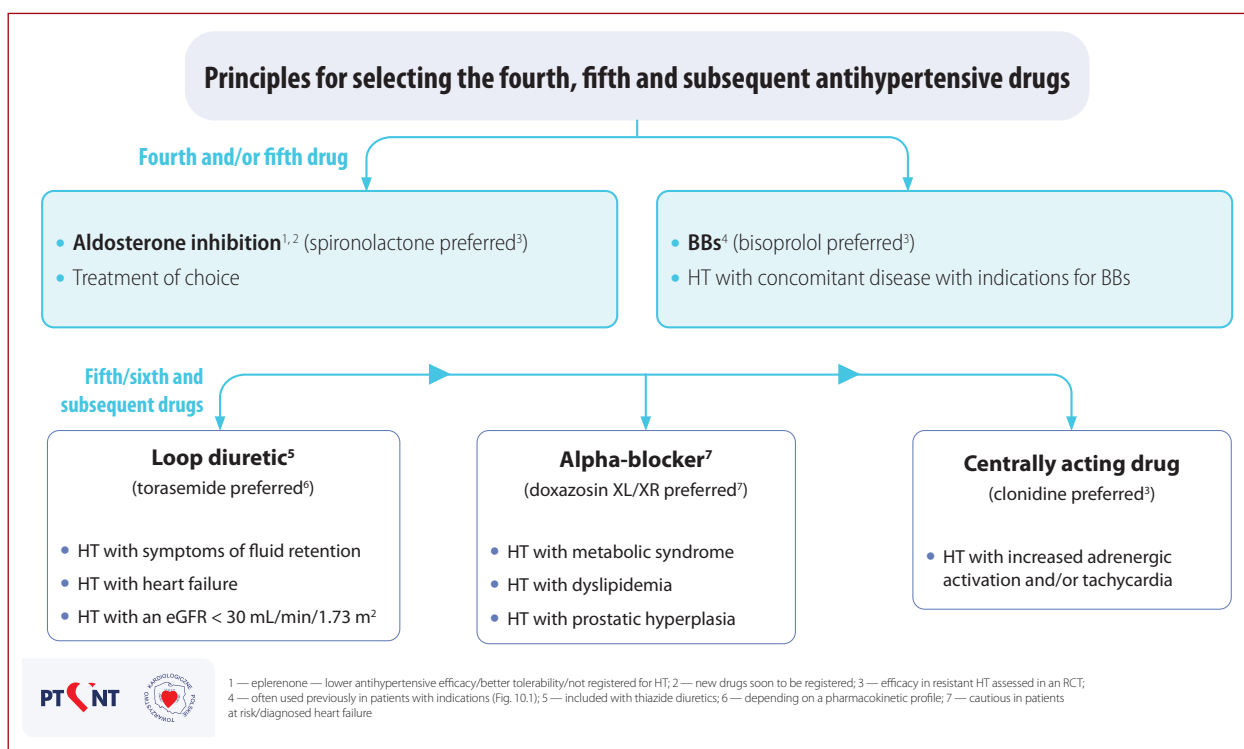 Principles for selecting the fourth, fifth and subsequent antihypertensive drugs
Fourth and/or fifth drug
• Aldosterone inhibition1, 2 (spironolactone preferred3)
• Treatment of choice
• BBs4 (bisoprolol preferred3)
• HT with concomitant disease with indications for BBs
Fifth/sixth and
subsequent drugs
Loop diuretic5
(torasemide preferred6)
• HT with symptoms of fluid retention
• HT with heart failure
• HT with an eGFR < 30 mL/min/1.73 m2
Alpha-blocker7
(doxazosin XL/XR preferred7)
• HT with metabolic syndrome
• HT with dyslipidemia
• HT with prostatic hyperplasia
Centrally acting drug
(clonidine preferred3)
• HT with increased adrenergic
activation and/or tachycardia
PT NT
KARDIOLOGICZNE
POLSKIE
TOWARZYSTWO
1 — eplerenone — lower antihypertensive efficacy/better tolerability/not registered for HT; 2 — new drugs soon to be registered; 3 — efficacy in resistant HT assessed in an RCT;
4 — often used previously in patients with indications (Fig. 10.1); 5 — included with thiazide diuretics; 6 — depending on a pharmacokinetic profile; 7 — cautious in patients
at risk/diagnosed heart failure